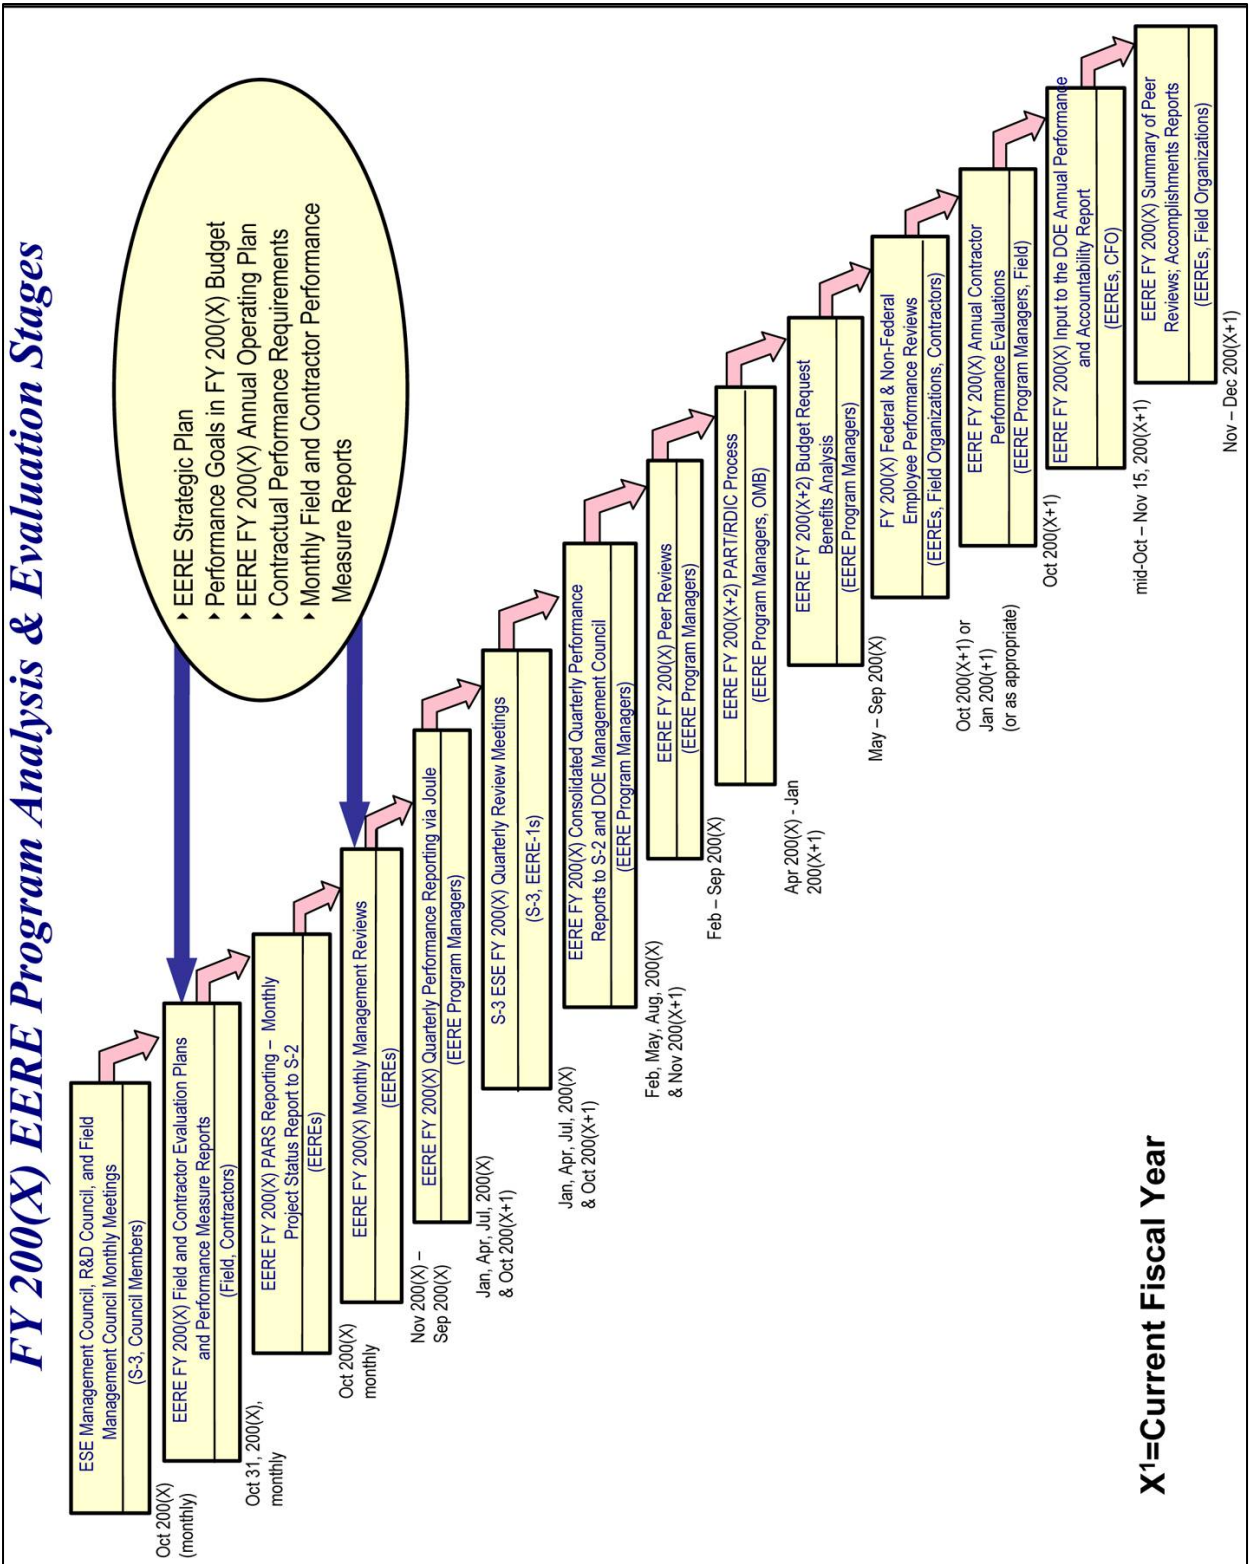 FY 200(X) EERE Program Analysis & Evaluation Stages
‣ EERE Strategic Plan
‣ Performance Goals in FY 200(X) Budget
‣ EERE FY 200(X) Annual Operating Plan
‣ Contractual Performance Requirements
‣ Monthly Field and Contractor Performance
Measure Reports
ESE Management Council, R&D Council, and Field
Management Council Monthly Meetings
(S-3, Council Members)
Oct 200(X)
(monthly)
EERE FY 200(X) Field and Contractor Evaluation Plans
and Performance Measure Reports
(Field, Contractors)
Oct 31, 200(X),
monthly
EERE FY 200(X) PARS Reporting – Monthly
Project Status Report to S-2
(EEREs)
Oct 200(X)
monthly
EERE FY 200(X) Monthly Management Reviews
(EEREs)
Nov 200(X) –
Sep 200(X)
EERE FY 200(X) Quarterly Performance Reporting via Joule
(EERE Program Managers)
Jan, Apr, Jul, 200(X)
& Oct 200(X+1)
S-3 ESE FY 200(X) Quarterly Review Meetings
(S-3, EERE-1s)
Jan, Apr, Jul, 200(X)
& Oct 200(X+1)
EERE FY 200(X) Consolidated Quarterly Performance
Reports to S-2 and DOE Management Council
(EERE Program Managers)
Feb, May, Aug, 200(X)
& Nov 200(X+1)
EERE FY 200(X) Peer Reviews
(EERE Program Managers)
Feb – Sep 200(X)
EERE FY 200(X+2) PART/RDIC Process
(EERE Program Managers, OMB)
Apr 200(X) - Jan
200(X+1)
EERE FY 200(X+2) Budget Request
Benefits Analysis
(EERE Program Managers)
May – Sep 200(X)
FY 200(X) Federal & Non-Federal
Employee Performance Reviews
(EEREs, Field Organizations, Contractors)
Oct 200(X+1) or
Jan 200(+1)
(or as appropriate)
EERE FY 200(X) Annual Contractor
Performance Evaluations
(EERE Program Managers, Field)
Oct 200(X+1)
EERE FY 200(X) Input to the DOE Annual Performance
and Accountability Report
(EEREs, CFO)
mid-Oct – Nov 15, 200(X+1)
EERE FY 200(X) Summary of Peer
Reviews; Accomplishments Reports
(EEREs, Field Organizations)
Nov – Dec 200(X+1)
X¹=Current Fiscal Year